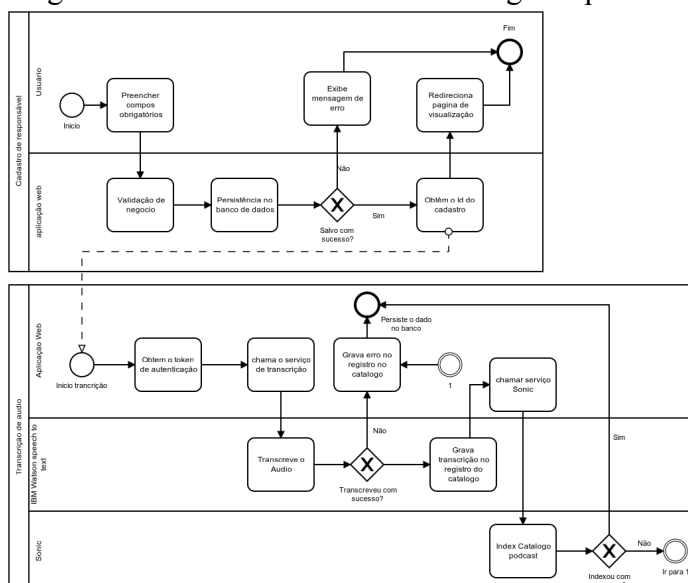 Cadastro de responsável
Usuário
aplicação web
Início
Preencher
compos
obrigatórios
Exibe
mensagem de
erro
Redireciona
pagina de
visualização
Fim
Validação de
negocio
Persistência no
banco de dados
Não
Salvo com
sucesso?
Sim
Obtêm o Id do
cadastro
Transcrição de audio
Aplicação Web
IBM Watson speech to
text
Sonic
Início trancrição
Obtem o token
de autenticação
chama o serviço
de transcrição
Persiste o dado
no banco
Grava erro no
registro no
catalogo
1
chamar serviço
Sonic
Transcreve o
Audio
Não
Transcreveu com
sucesso?
Grava
transcrição no
registro do
catalogo
Sim
Index Catalogo
podcast
Indexou com
Não
Ir para 1